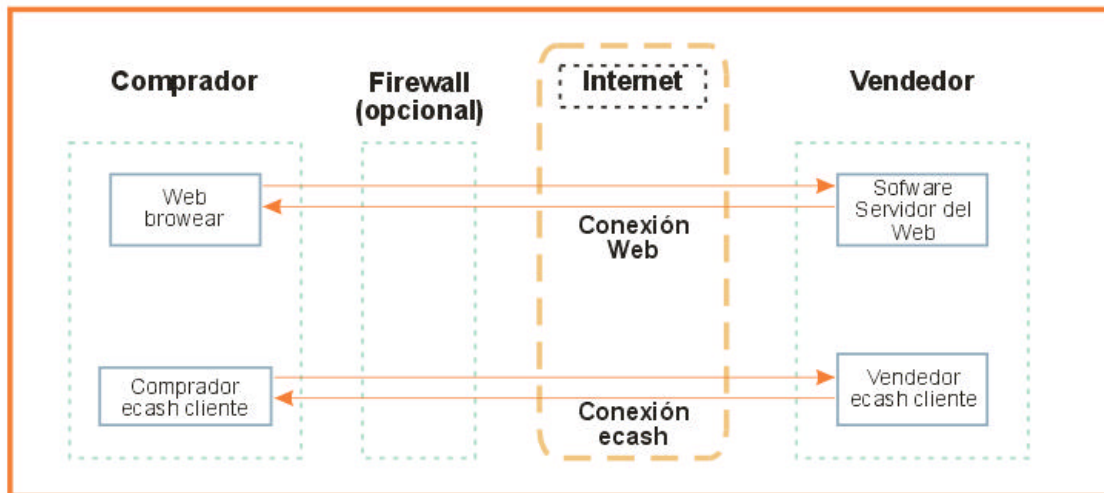 Comprador
Firewall
(opcional)
Internet
Vendedor
Web
browear
Sofware
Servidor del
Web
Conexión
Web
Comprador
ecash cliente
Vendedor
ecash cliente
Conexión
ecash